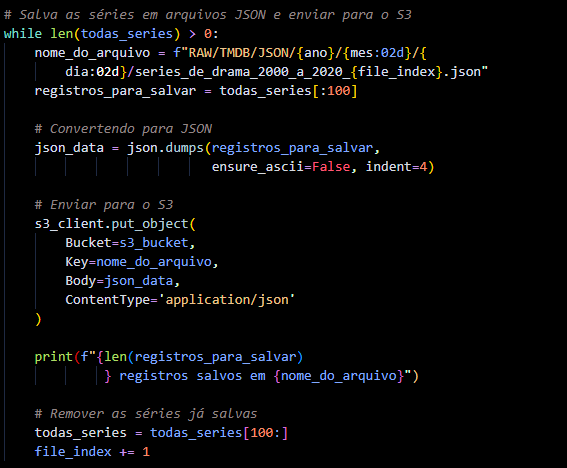 # Salva as séries em arquivos JSON e enviar para o S3
while len(todas_series) > 0:
    nome_do_arquivo = f"RAW/TMDB/JSON/{ano}/{mes:02d}/{
        dia:02d}/series_de_drama_2000_a_2020_{file_index}.json"
    registros_para_salvar = todas_series[:100]

    # Convertendo para JSON
    json_data = json.dumps(registros_para_salvar,
                           ensure_ascii=False, indent=4)

    # Enviar para o S3
    s3_client.put_object(
        Bucket=s3_bucket,
        Key=nome_do_arquivo,
        Body=json_data,
        ContentType='application/json'
    )

    print(f"{len(registros_para_salvar)
             } registros salvos em {nome_do_arquivo}")

    # Remover as séries já salvas
    todas_series = todas_series[100:]
    file_index += 1